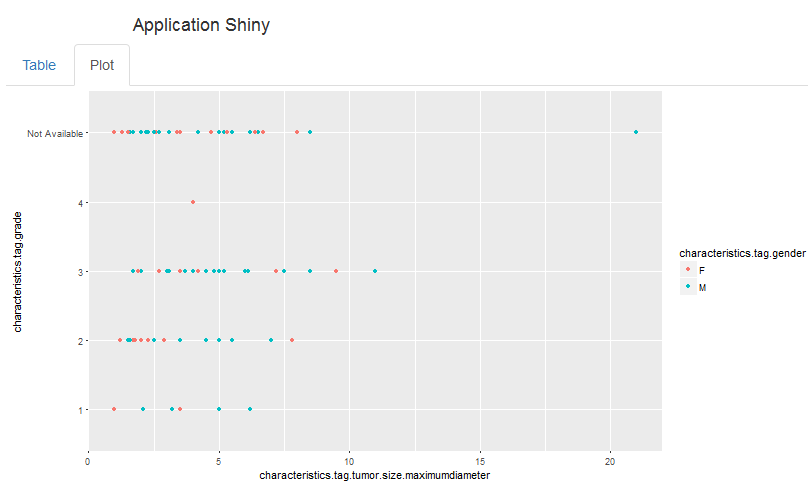 Application Shiny
Table
Plot
Not Available
4
3
2
1
characteristics.tag.grade
0
5
10
15
20
characteristics.tag.tumor.size.maximumdiameter
characteristics.tag.gender
F
M